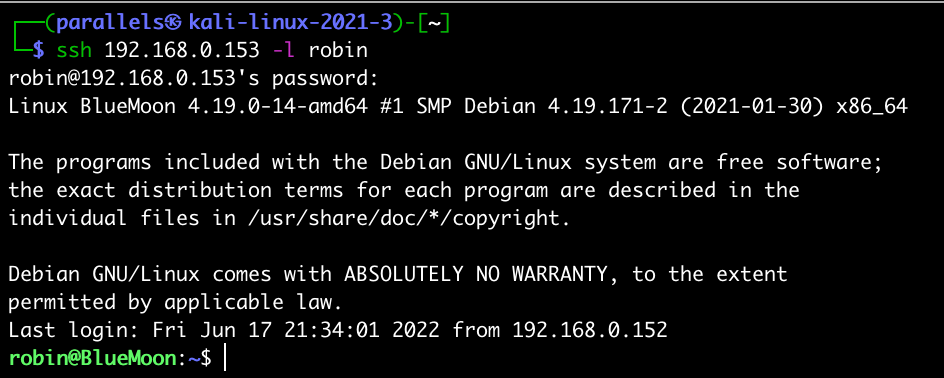 ┌──(parallels㉿kali-linux-2021-3)-[~]
└─$ ssh 192.168.0.153 -l robin
robin@192.168.0.153's password:
Linux BlueMoon 4.19.0-14-amd64 #1 SMP Debian 4.19.171-2 (2021-01-30) x86_64
The programs included with the Debian GNU/Linux system are free software;
the exact distribution terms for each program are described in the
individual files in /usr/share/doc/*/copyright.
Debian GNU/Linux comes with ABSOLUTELY NO WARRANTY, to the extent
permitted by applicable law.
Last login: Fri Jun 17 21:34:01 2022 from 192.168.0.152
robin@BlueMoon:~$